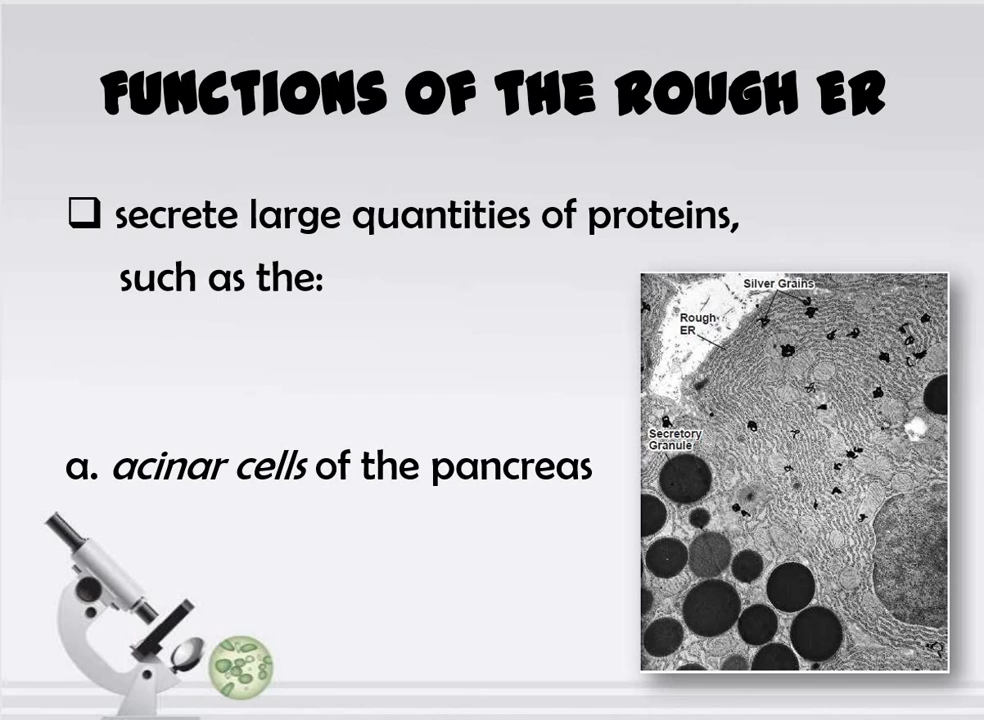 FUNCTIONS OF THE ROUGH ER
❑ secrete large quantities of proteins,
such as the:
Silver Grains
Rough
ER
Secretory
Granule
a. acinar cells of the pancreas